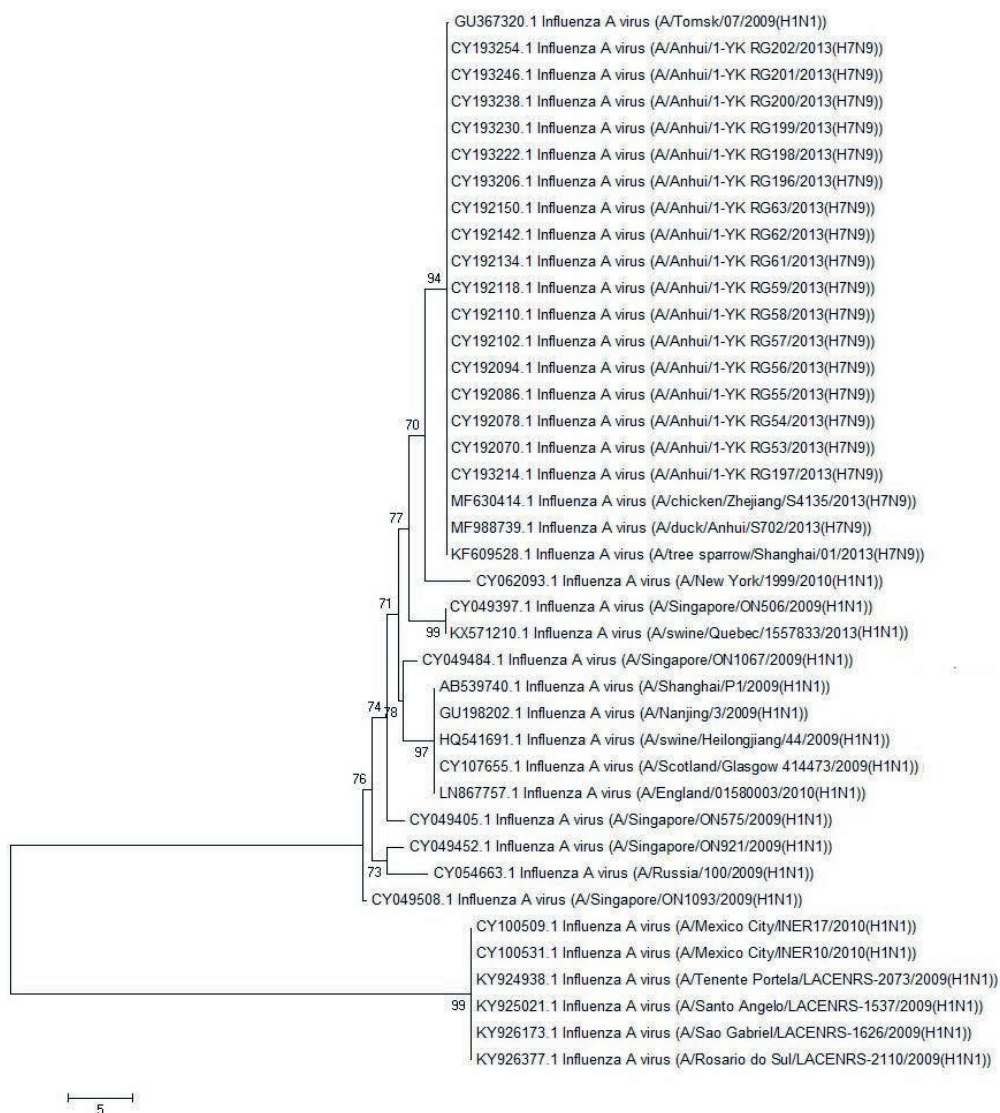 GU367320.1 Influenza A virus (A/Tomsk/07/2009(H1N1))
CY193254.1 Influenza A virus (A/Anhui/1-YK RG202/2013(H7N9))
CY193246.1 Influenza A virus (A/Anhui/1-YK RG201/2013(H7N9))
CY193238.1 Influenza A virus (A/Anhui/1-YK RG200/2013(H7N9))
CY193230.1 Influenza A virus (A/Anhui/1-YK RG199/2013(H7N9))
CY193222.1 Influenza A virus (A/Anhui/1-YK RG198/2013(H7N9))
CY193206.1 Influenza A virus (A/Anhui/1-YK RG196/2013(H7N9))
CY192150.1 Influenza A virus (A/Anhui/1-YK RG63/2013(H7N9))
CY192142.1 Influenza A virus (A/Anhui/1-YK RG62/2013(H7N9))
CY192134.1 Influenza A virus (A/Anhui/1-YK RG61/2013(H7N9))
94
CY192118.1 Influenza A virus (A/Anhui/1-YK RG59/2013(H7N9))
CY192110.1 Influenza A virus (A/Anhui/1-YK RG58/2013(H7N9))
CY192102.1 Influenza A virus (A/Anhui/1-YK RG57/2013(H7N9))
CY192094.1 Influenza A virus (A/Anhui/1-YK RG56/2013(H7N9))
CY192086.1 Influenza A virus (A/Anhui/1-YK RG55/2013(H7N9))
70
CY192078.1 Influenza A virus (A/Anhui/1-YK RG54/2013(H7N9))
CY192070.1 Influenza A virus (A/Anhui/1-YK RG53/2013(H7N9))
CY193214.1 Influenza A virus (A/Anhui/1-YK RG197/2013(H7N9))
MF630414.1 Influenza A virus (A/chicken/Zhejiang/S4135/2013(H7N9))
77
MF988739.1 Influenza A virus (A/duck/Anhui/S702/2013(H7N9))
KF609528.1 Influenza A virus (A/tree sparrow/Shanghai/01/2013(H7N9))
CY062093.1 Influenza A virus (A/New York/1999/2010(H1N1))
71
CY049397.1 Influenza A virus (A/Singapore/ON506/2009(H1N1))
99
KX571210.1 Influenza A virus (A/swine/Quebec/1557833/2013(H1N1))
CY049484.1 Influenza A virus (A/Singapore/ON1067/2009(H1N1))
AB539740.1 Influenza A virus (A/Shanghai/P1/2009(H1N1))
74
78
GU198202.1 Influenza A virus (A/Nanjing/3/2009(H1N1))
HQ541691.1 Influenza A virus (A/swine/Heilongjiang/44/2009(H1N1))
97
CY107655.1 Influenza A virus (A/Scotland/Glasgow 414473/2009(H1N1))
76
LN867757.1 Influenza A virus (A/England/01580003/2010(H1N1))
CY049405.1 Influenza A virus (A/Singapore/ON575/2009(H1N1))
CY049452.1 Influenza A virus (A/Singapore/ON921/2009(H1N1))
73
CY054663.1 Influenza A virus (A/Russia/100/2009(H1N1))
CY049508.1 Influenza A virus (A/Singapore/ON1093/2009(H1N1))
CY100509.1 Influenza A virus (A/Mexico City/INER17/2010(H1N1))
CY100531.1 Influenza A virus (A/Mexico City/INER10/2010(H1N1))
KY924938.1 Influenza A virus (A/Tenente Portela/LACENRS-2073/2009(H1N1))
99
KY925021.1 Influenza A virus (A/Santo Angelo/LACENRS-1537/2009(H1N1))
KY926173.1 Influenza A virus (A/Sao Gabriel/LACENRS-1626/2009(H1N1))
KY926377.1 Influenza A virus (A/Rosario do Sul/LACENRS-2110/2009(H1N1))
5